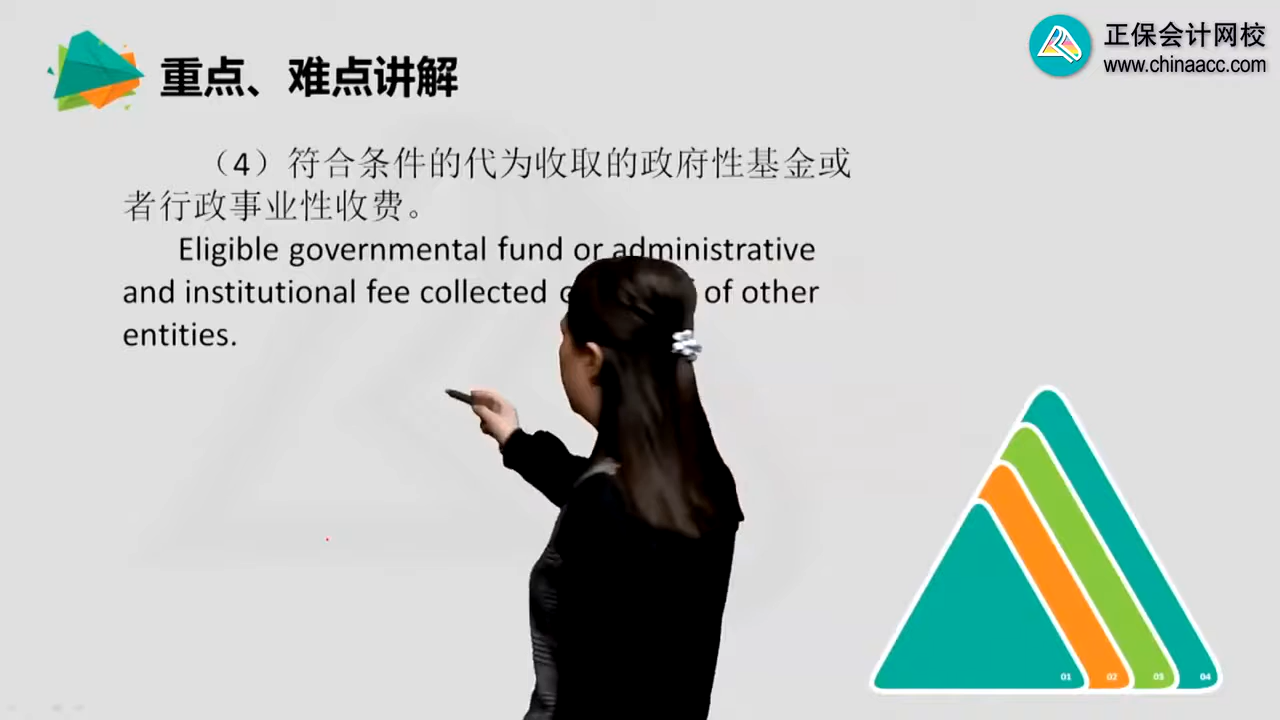 正保会计网校
www.chinaacc.com
重点、难点讲解
（4）符合条件的代为收取的政府性基金或
者行政事业性收费。
Eligible governmental fund or administrative
and institutional fee collected of other
entities.
01 02 03 04